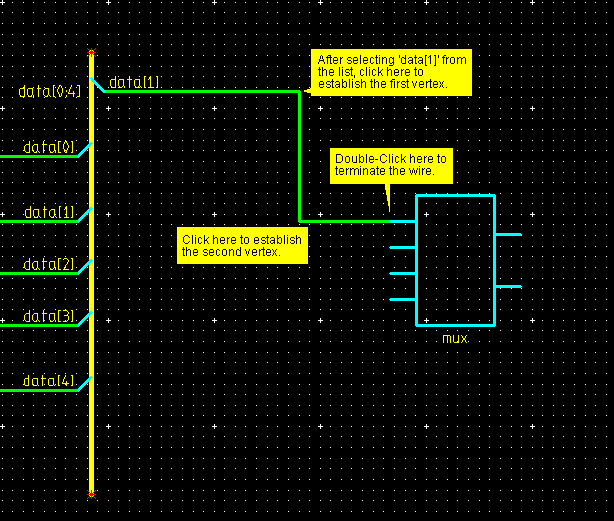 After selecting 'data[1]' from
the list, click here to
establish the first vertex.
data[1]
data[0:4]
data[0]
Double-Click here to
terminate the wire.
data[1]
Click here to establish
the second vertex.
data[2]
data[3]
mux
data[4]